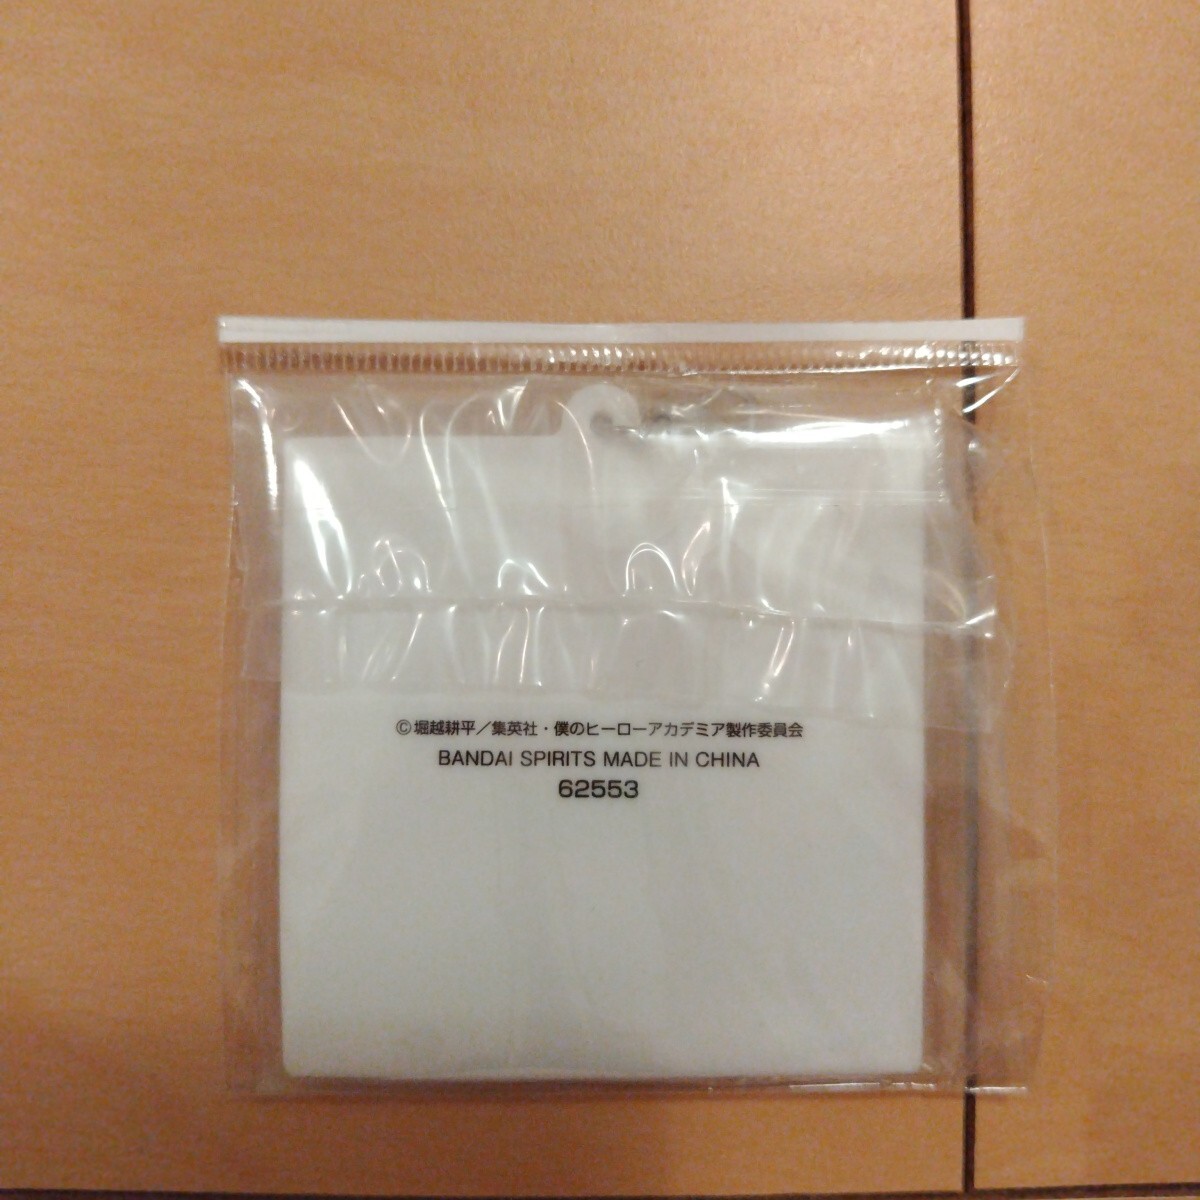 ©堀越耕平／集英社・僕のヒーローアカデミア製作委員会
BANDAI SPIRITS MADE IN CHINA
62553